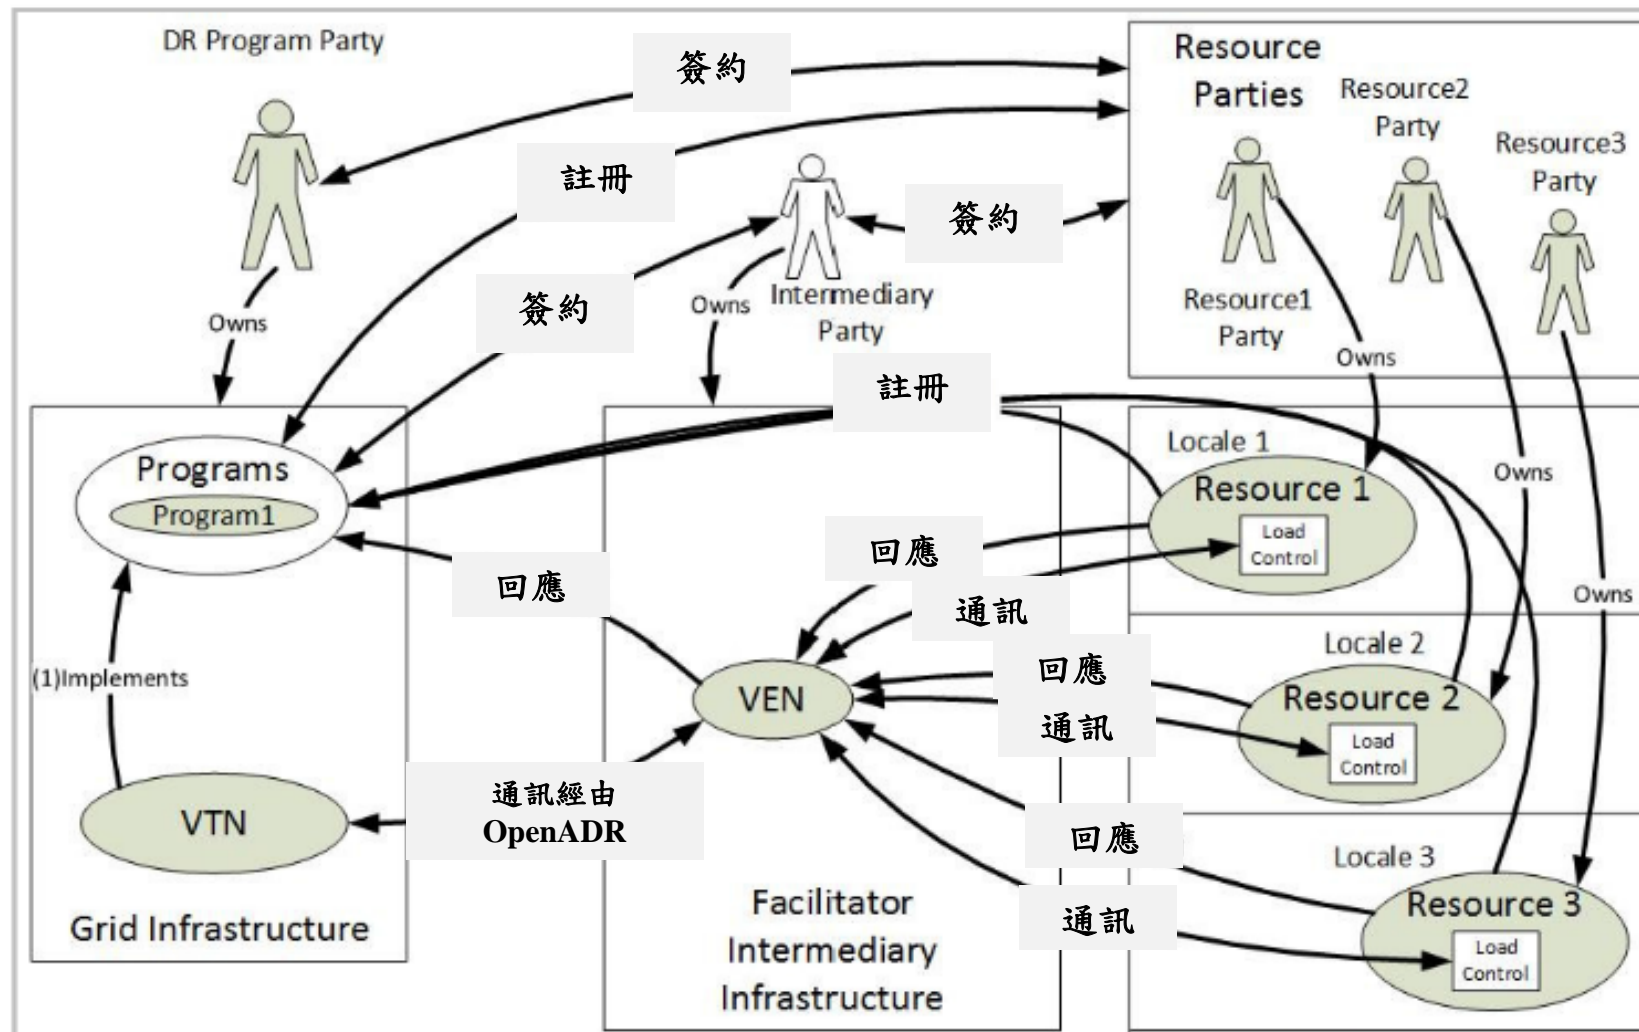 DR Program Party
簽約
Resource
Parties
Resource2
Party
Resource3
Party
註冊
簽約
Resource1
Party
簽約
Owns
Owns
Intermediary
Party
Owns
註冊
Programs
Program1
Locale 1
Resource 1
Load
Control
Owns
Owns
回應
回應
通訊
(1)Implements
VEN
回應
通訊
Locale 2
Resource 2
Load
Control
VTN
通訊經由
OpenADR
回應
通訊
Locale 3
Resource 3
Load
Control
Grid Infrastructure
Facilitator
Intermediary
Infrastructure